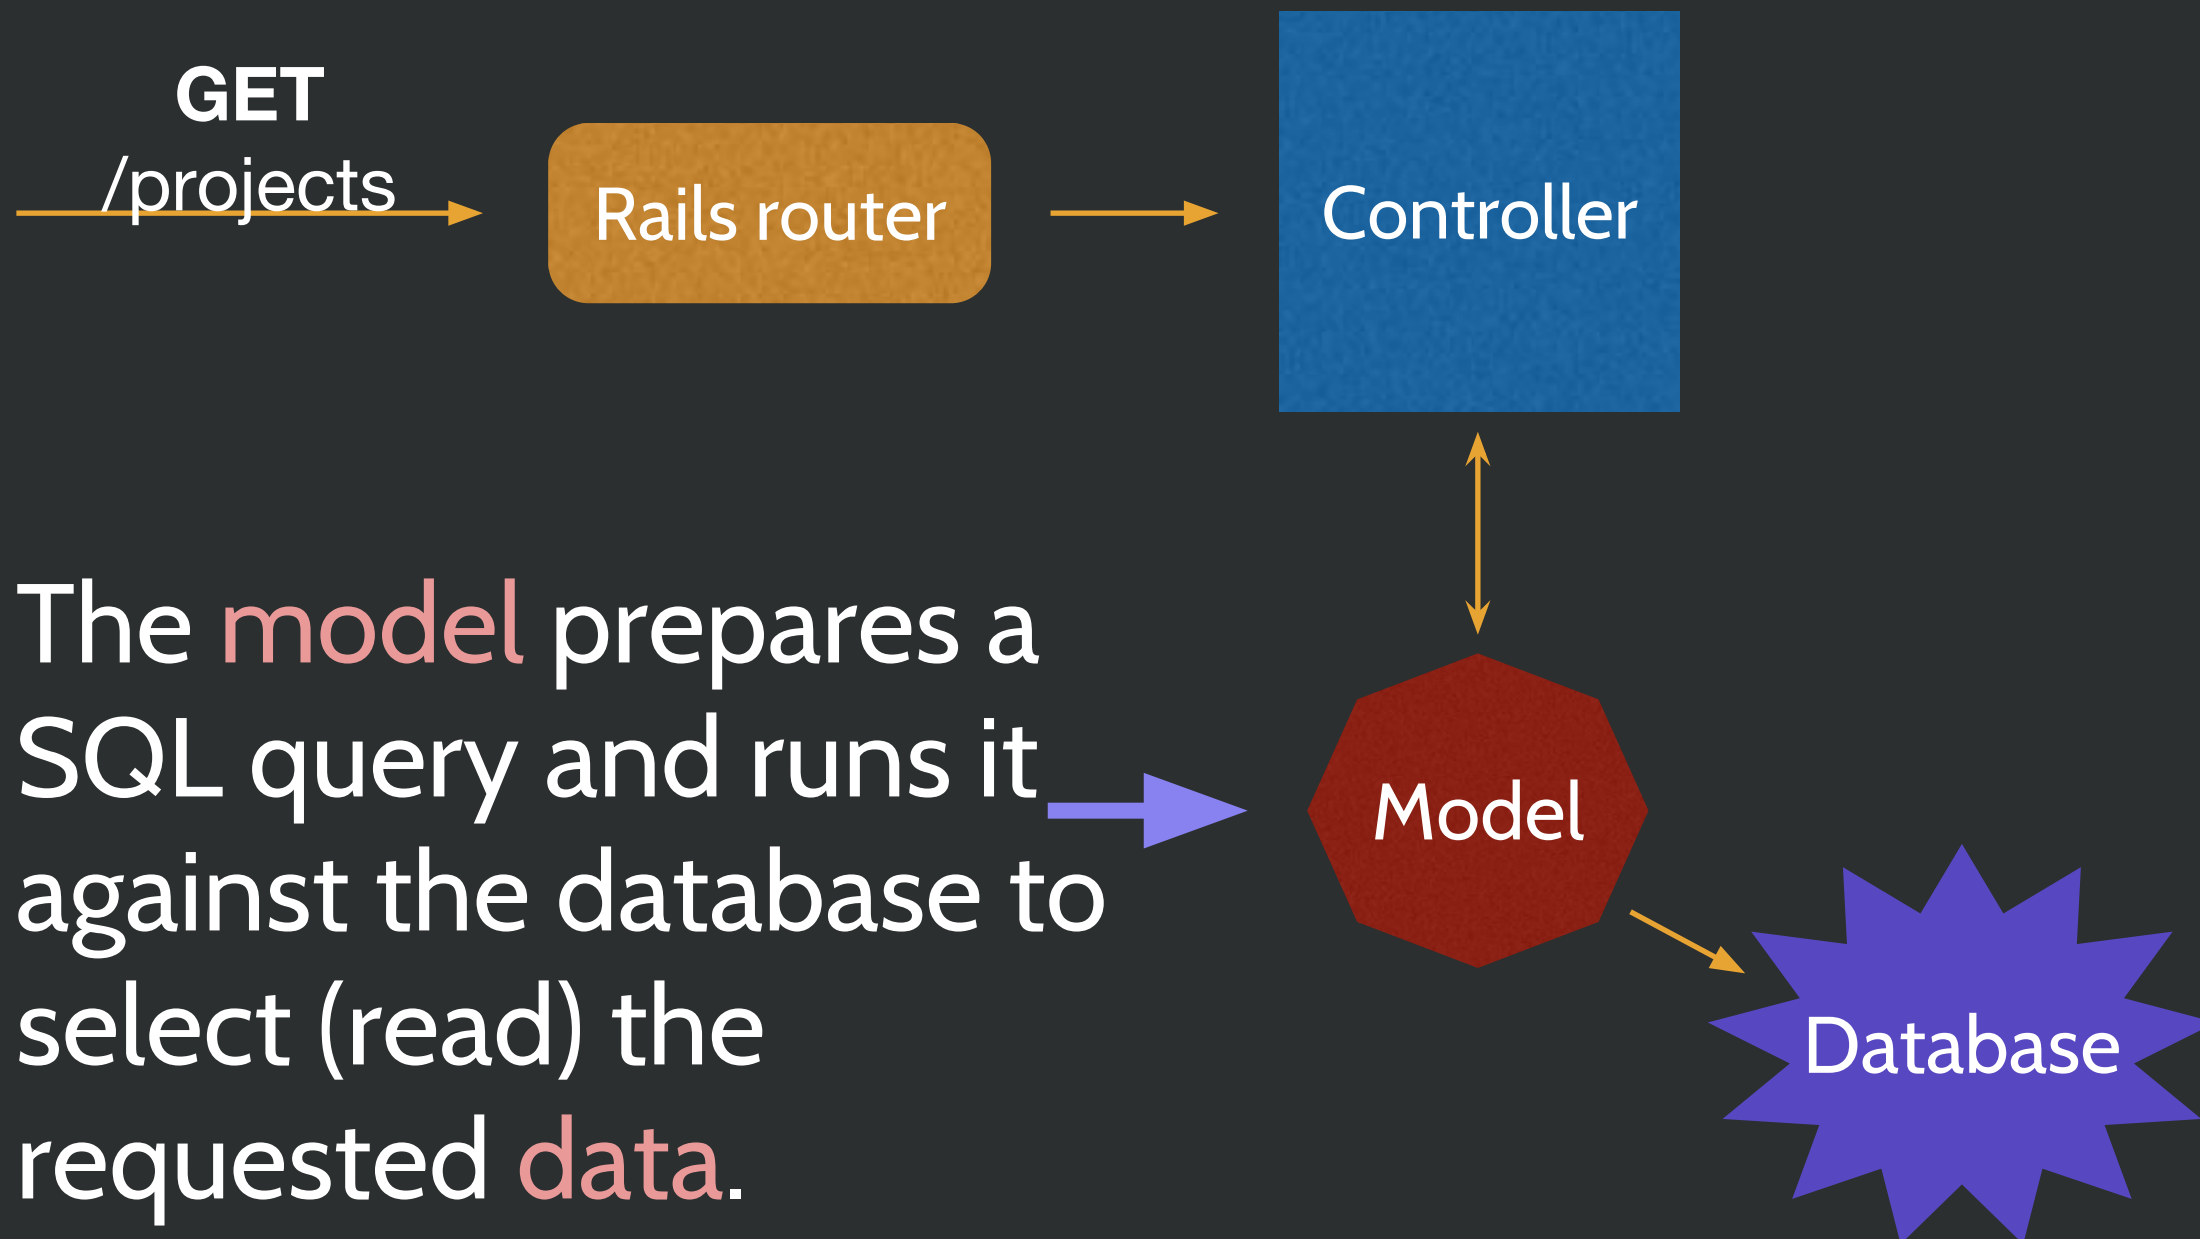 GET
/projects
Rails router
Controller
The model prepares a
SQL query and runs it
against the database to
select (read) the
requested data.
Model
Database